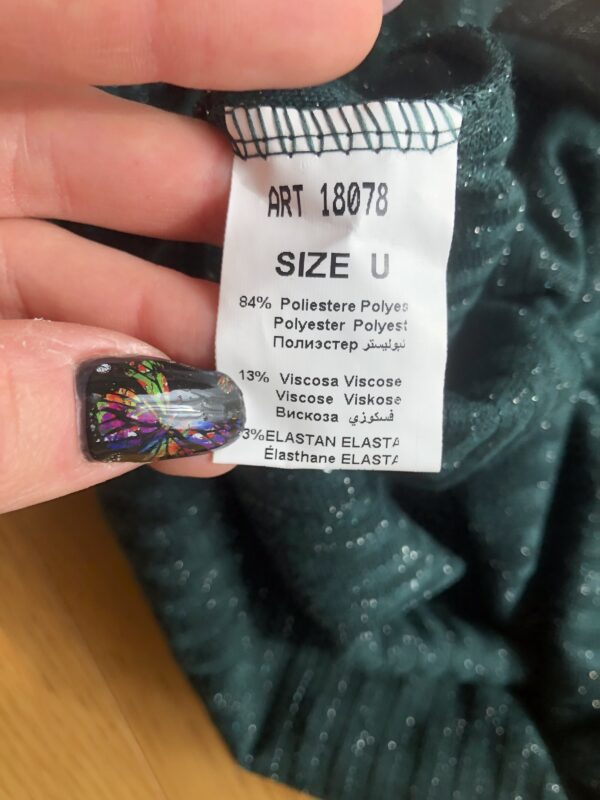 ART 18078
SIZE U
84% Poliestere Polyes
Polyester Polyest
Полиэстер بوليستر
13% Viscosa Viscose
Viscose Viskose
Вискоза فسكوزي
3%ELASTAN ELASTA
Élasthane ELASTA